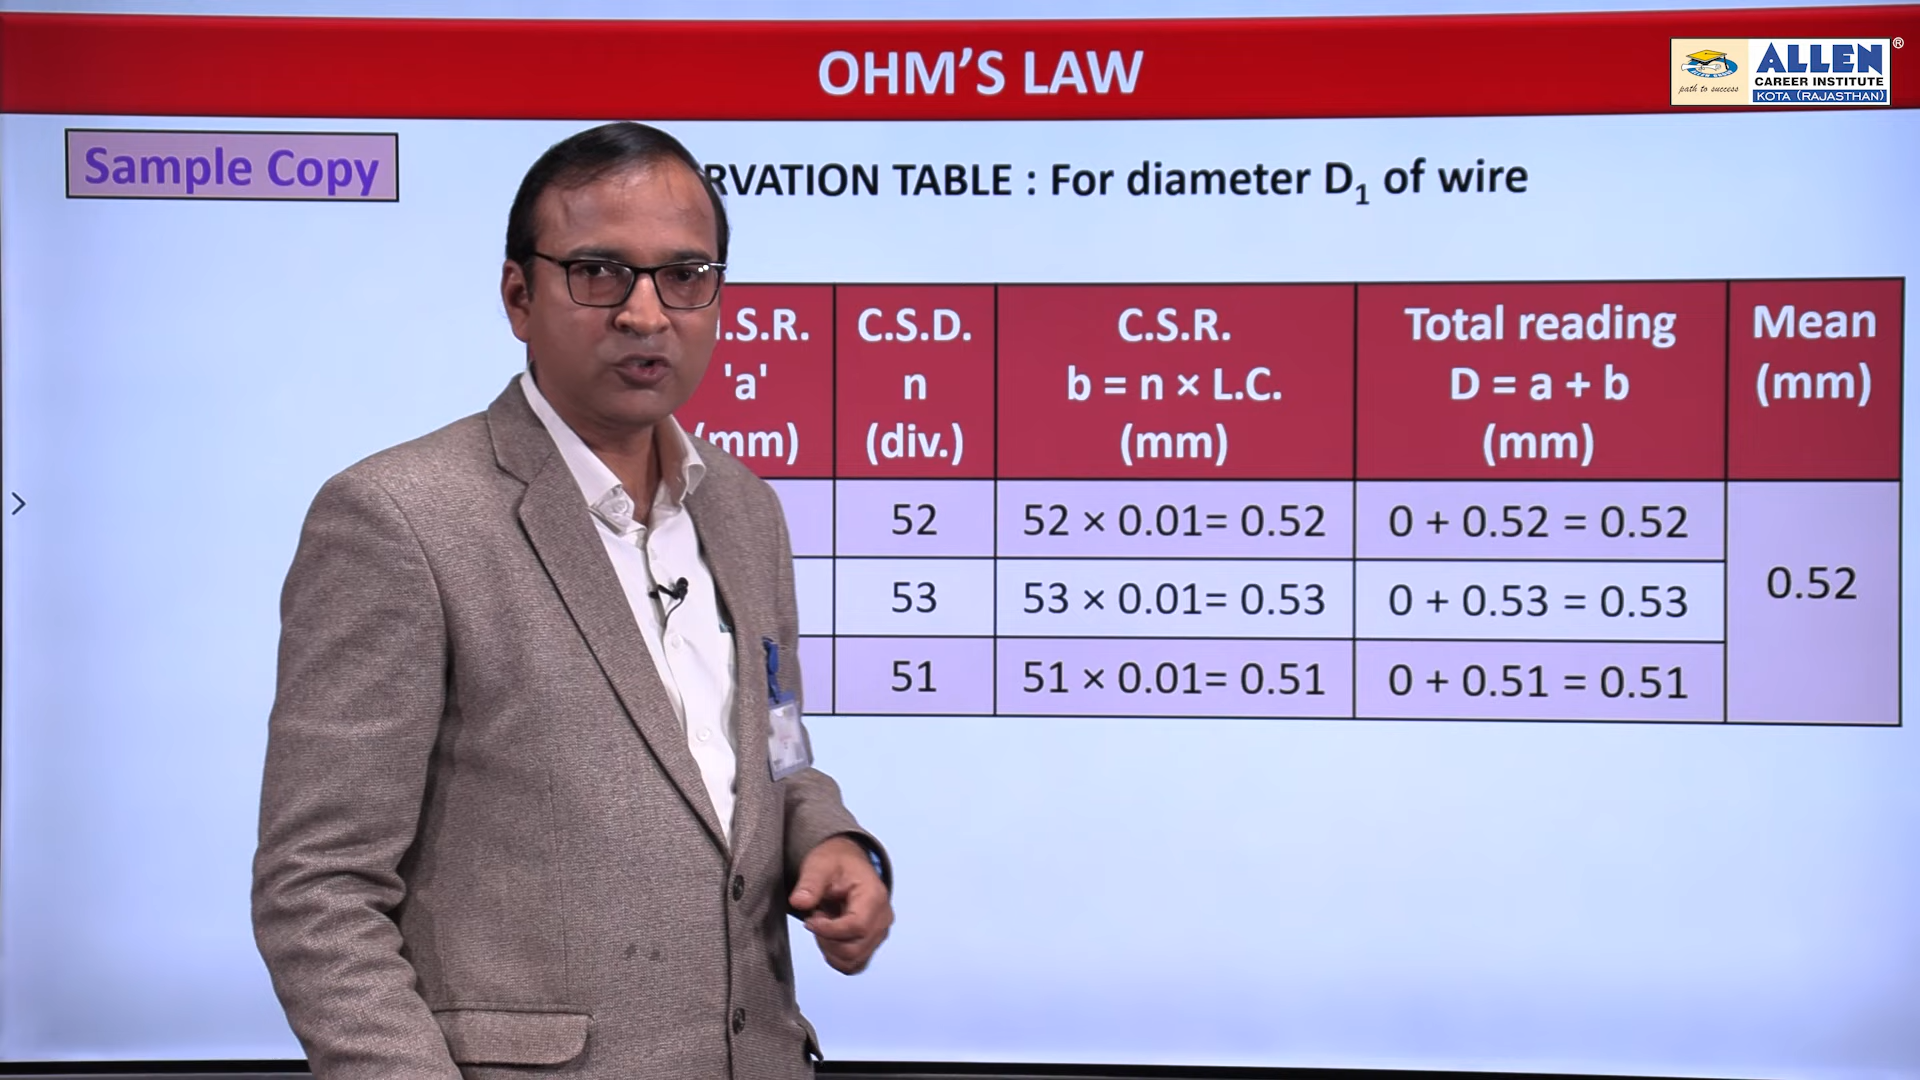 OHM'S LAW
ALLEN®
CAREER INSTITUTE
KOTA (RAJASTHAN)
path to success
Sample Copy
RVATION TABLE : For diameter D₁ of wire
.S.R.
'a'
(mm)
C.S.D.
n
(div.)
C.S.R.
b = n × L.C.
(mm)
Total reading
D = a + b
(mm)
Mean
(mm)
52
52 × 0.01= 0.52
0 + 0.52 = 0.52
53
53 × 0.01= 0.53
0 + 0.53 = 0.53
51
51 × 0.01= 0.51
0 + 0.51 = 0.51
0.52